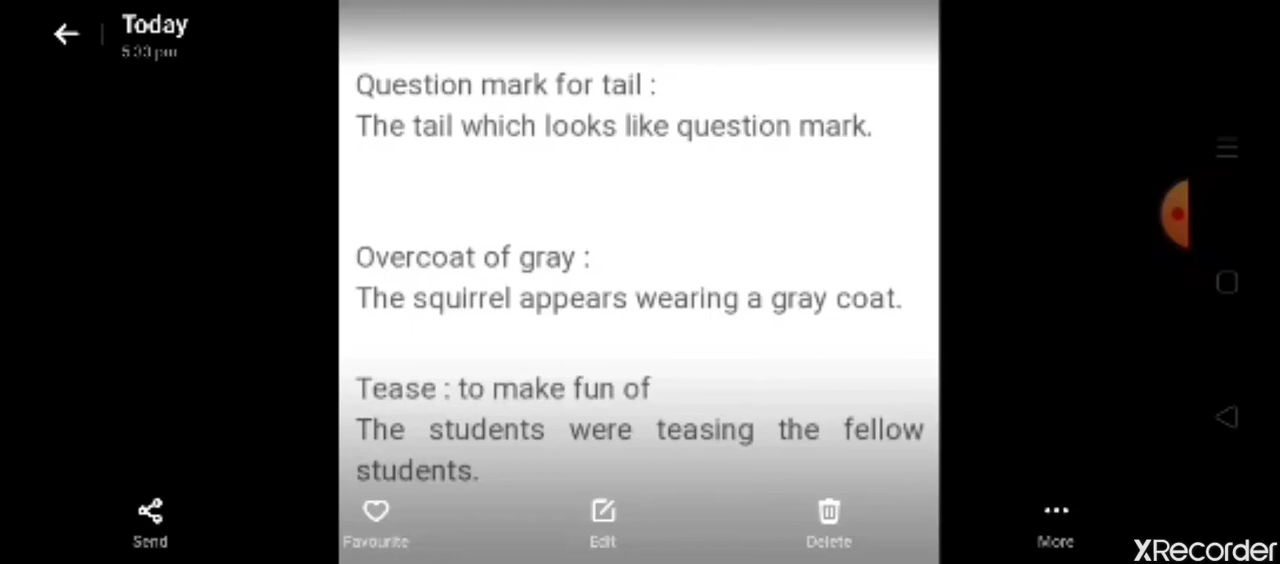 Today
5:33 pm
Question mark for tail :
The tail which looks like question mark.
Overcoat of gray :
The squirrel appears wearing a gray coat.
Tease : to make fun of
The students were teasing the fellow
students.
Send
Favourite
Edit
Delete
More
XRecorder